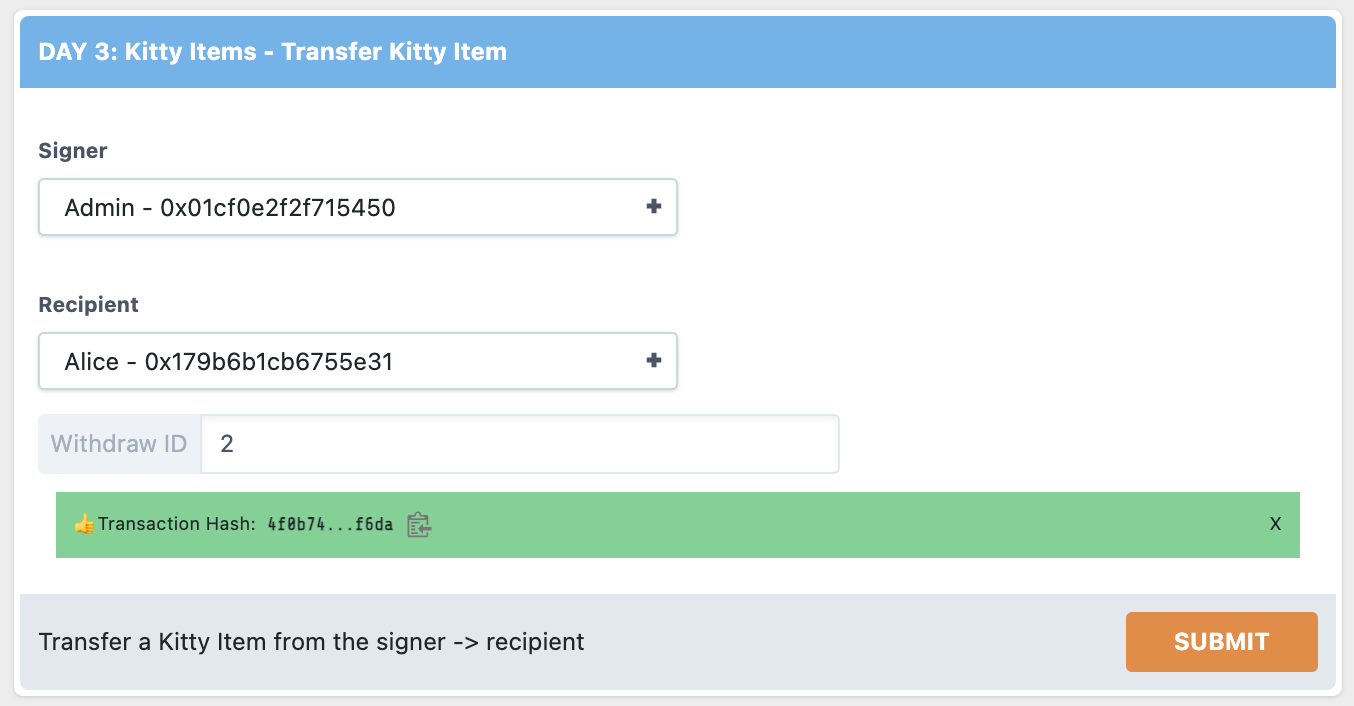 DAY 3: Kitty Items - Transfer Kitty Item
Signer
Admin - 0x01cf0e2f2f715450
Recipient
Alice - 0x179b6b1cb6755e31
Withdraw ID 2
👍Transaction Hash: 4f0b74...f6da X
Transfer a Kitty Item from the signer -> recipient
SUBMIT